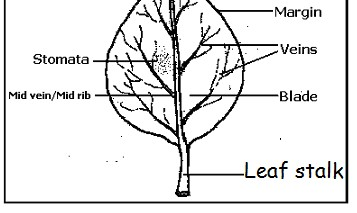 Margin
Veins
Stomata
Mid vein/Mid rib
Blade
Leaf stalk